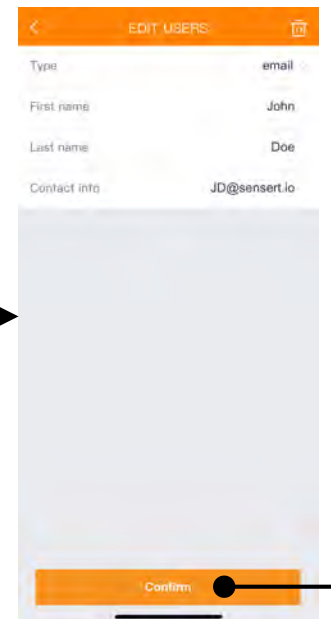 EDIT USERS
Type email
First name John
Last name Doe
Contact info JD@sensert.io
Confirm